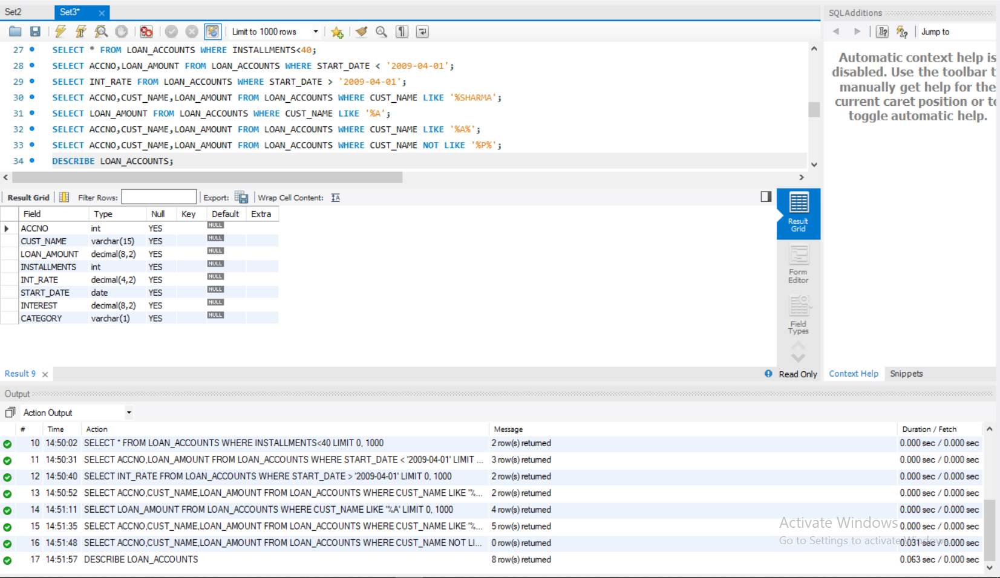 Set2 Set3*
Limit to 1000 rows
27 SELECT * FROM LOAN_ACCOUNTS WHERE INSTALLMENTS<40;
28 SELECT ACCNO,LOAN_AMOUNT FROM LOAN_ACCOUNTS WHERE START_DATE < '2009-04-01';
29 SELECT INT_RATE FROM LOAN_ACCOUNTS WHERE START_DATE > '2009-04-01';
30 SELECT ACCNO,CUST_NAME,LOAN_AMOUNT FROM LOAN_ACCOUNTS WHERE CUST_NAME LIKE '%SHARMA';
31 SELECT LOAN_AMOUNT FROM LOAN_ACCOUNTS WHERE CUST_NAME LIKE '%A';
32 SELECT ACCNO,CUST_NAME,LOAN_AMOUNT FROM LOAN_ACCOUNTS WHERE CUST_NAME LIKE '%A%';
33 SELECT ACCNO,CUST_NAME,LOAN_AMOUNT FROM LOAN_ACCOUNTS WHERE CUST_NAME NOT LIKE '%P%';
34 DESCRIBE LOAN_ACCOUNTS;
Result Grid Filter Rows: Export: Wrap Cell Content:
Field Type Null Key Default Extra
ACCNO int YES NULL
CUST_NAME varchar(15) YES NULL
LOAN_AMOUNT decimal(8,2) YES NULL
INSTALLMENTS int YES NULL
INT_RATE decimal(4,2) YES NULL
START_DATE date YES NULL
INTEREST decimal(8,2) YES NULL
CATEGORY varchar(1) YES NULL
Result
Grid
Form
Editor
Field
Types
Result 9 Read Only
SQLAdditions
Jump to
Automatic context help is
disabled. Use the toolbar t
manually get help for the
current caret position or to
toggle automatic help.
Context Help Snippets
Output
Action Output
# Time Action Message Duration / Fetch
10 14:50:02 SELECT * FROM LOAN_ACCOUNTS WHERE INSTALLMENTS<40 LIMIT 0, 1000 2 row(s) returned 0.000 sec / 0.000 sec
11 14:50:31 SELECT ACCNO,LOAN_AMOUNT FROM LOAN_ACCOUNTS WHERE START_DATE < '2009-04-01' LIMIT ... 3 row(s) returned 0.000 sec / 0.000 sec
12 14:50:40 SELECT INT_RATE FROM LOAN_ACCOUNTS WHERE START_DATE > '2009-04-01' LIMIT 0, 1000 2 row(s) returned 0.000 sec / 0.000 sec
13 14:50:52 SELECT ACCNO,CUST_NAME,LOAN_AMOUNT FROM LOAN_ACCOUNTS WHERE CUST_NAME LIKE '%... 2 row(s) returned 0.000 sec / 0.000 sec
14 14:51:11 SELECT LOAN_AMOUNT FROM LOAN_ACCOUNTS WHERE CUST_NAME LIKE '%A' LIMIT 0, 1000 4 row(s) returned 0.000 sec / 0.000 sec
15 14:51:35 SELECT ACCNO,CUST_NAME,LOAN_AMOUNT FROM LOAN_ACCOUNTS WHERE CUST_NAME LIKE '%... 5 row(s) returned 0.000 sec / 0.000 sec
16 14:51:48 SELECT ACCNO,CUST_NAME,LOAN_AMOUNT FROM LOAN_ACCOUNTS WHERE CUST_NAME NOT LI... 0 row(s) returned 0.031 sec / 0.000 sec
17 14:51:57 DESCRIBE LOAN_ACCOUNTS 8 row(s) returned 0.063 sec / 0.000 sec
Activate Windows
Go to Settings to activate Windows.